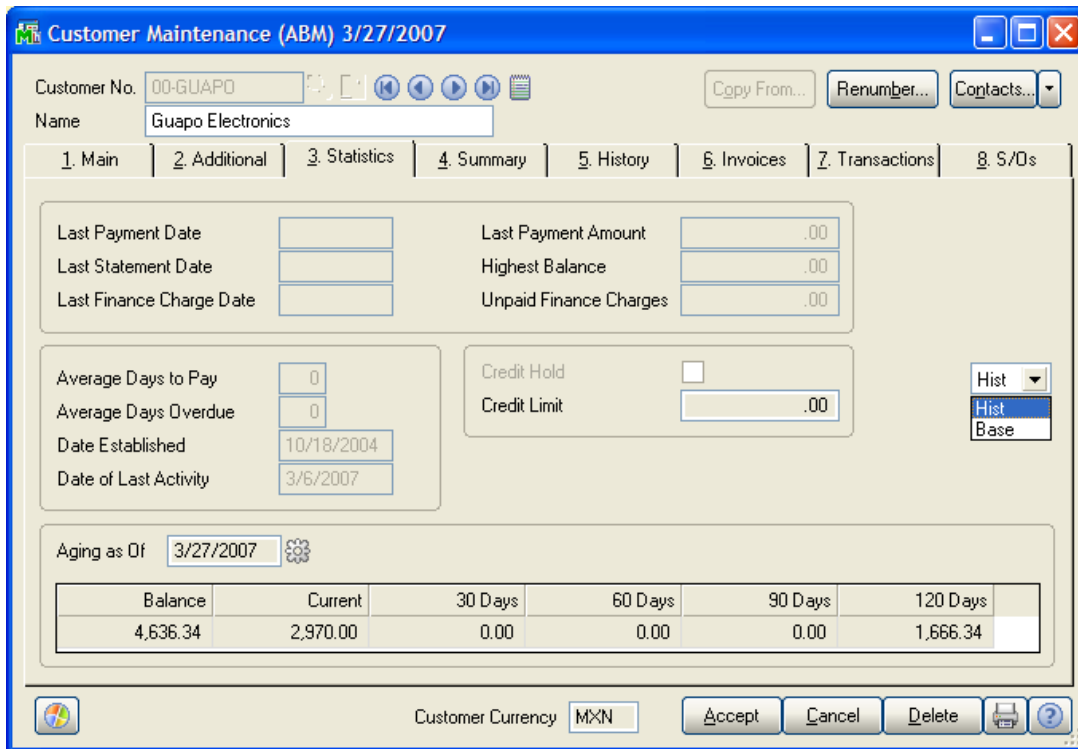 Customer Maintenance (ABM) 3/27/2007
Customer No. 00-GUAPO Copy From... Renumber... Contacts...
Name Guapo Electronics
1. Main 2. Additional 3. Statistics 4. Summary 5. History 6. Invoices 7. Transactions 8. S/Os
Last Payment Date Last Payment Amount .00
Last Statement Date Highest Balance .00
Last Finance Charge Date Unpaid Finance Charges .00
Average Days to Pay 0 Credit Hold Hist
Average Days Overdue 0 Credit Limit .00 Hist
Base
Date Established 10/18/2004
Date of Last Activity 3/6/2007
Aging as Of 3/27/2007
Balance Current 30 Days 60 Days 90 Days 120 Days
4,636.34 2,970.00 0.00 0.00 0.00 1,666.34
Customer Currency MXN Accept Cancel Delete